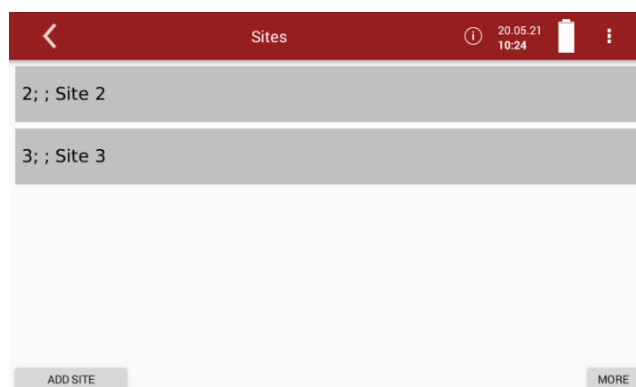 Sites
20.05.21
10:24
2; ; Site 2
3; ; Site 3
ADD SITE
MORE